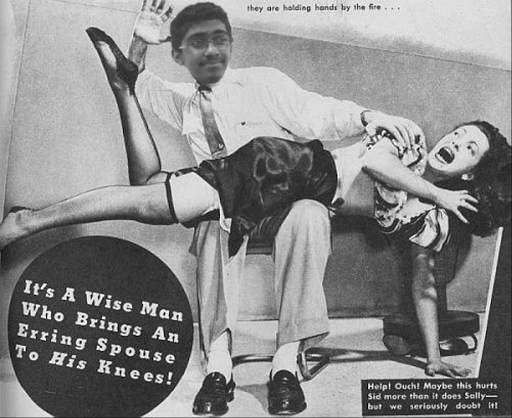 they are holding hands by the fire . . .
It's A Wise Man
Who Brings An
Erring Spouse
To His Knees!
Help! Ouch! Maybe this hurts
Sid more than it does Sally—
but we seriously doubt it!